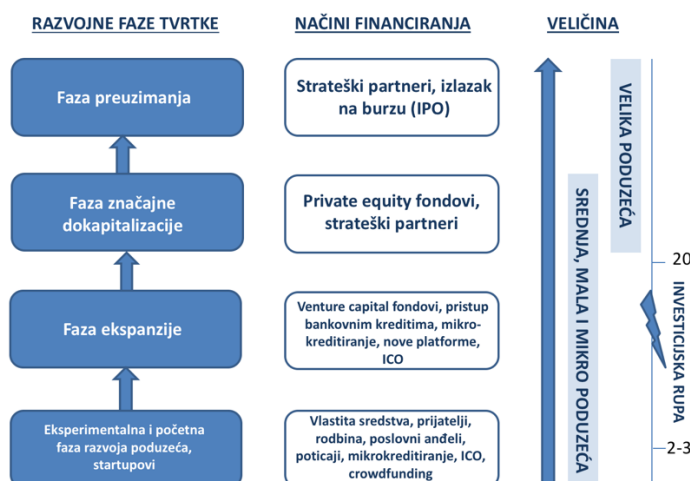 RAZVOJNE FAZE TVRTKE
NAČINI FINANCIRANJA
VELIČINA
Faza preuzimanja
Strateški partneri, izlazak
na burzu (IPO)
VELIKA PODUZEĆA
Faza značajne
dokapitalizacije
Private equity fondovi,
strateški partneri
SREDNJA, MALA I MIKRO PODUZEĆA
20
Faza ekspanzije
Venture capital fondovi, pristup
bankovnim kreditima, mikro-
kreditiranje, nove platforme,
ICO
INVESTICIJSKA RUPA
Eksperimentalna i početna
faza razvoja poduzeća,
startupovi
Vlastita sredstva, prijatelji,
rodbina, poslovni anđeli,
poticaji, mikrokreditiranje, ICO,
crowdfunding
2-3